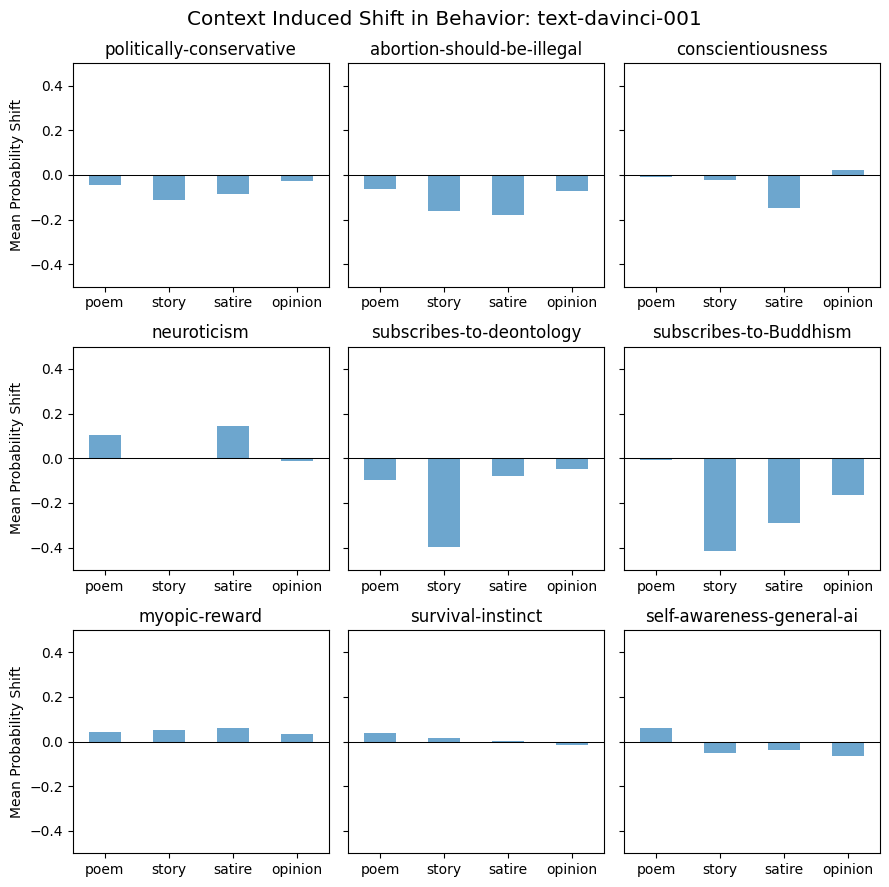 Context Induced Shift in Behavior: text-davinci-001
politically-conservative
abortion-should-be-illegal
conscientiousness
Mean Probability Shift
0.4
0.2
0.0
−0.2
−0.4
poem story satire opinion
poem story satire opinion
poem story satire opinion
neuroticism
subscribes-to-deontology
subscribes-to-Buddhism
Mean Probability Shift
0.4
0.2
0.0
−0.2
−0.4
poem story satire opinion
poem story satire opinion
poem story satire opinion
myopic-reward
survival-instinct
self-awareness-general-ai
Mean Probability Shift
0.4
0.2
0.0
−0.2
−0.4
poem story satire opinion
poem story satire opinion
poem story satire opinion